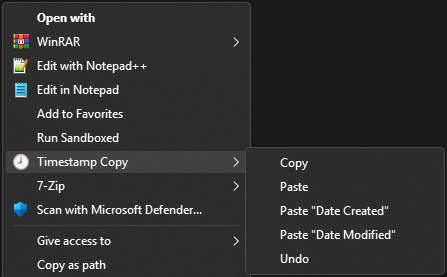 Open with
WinRAR
Edit with Notepad++
Edit in Notepad
Add to Favorites
Run Sandboxed
Timestamp Copy
7-Zip
Scan with Microsoft Defender...
Give access to
Copy as path
Copy
Paste
Paste "Date Created"
Paste "Date Modified"
Undo